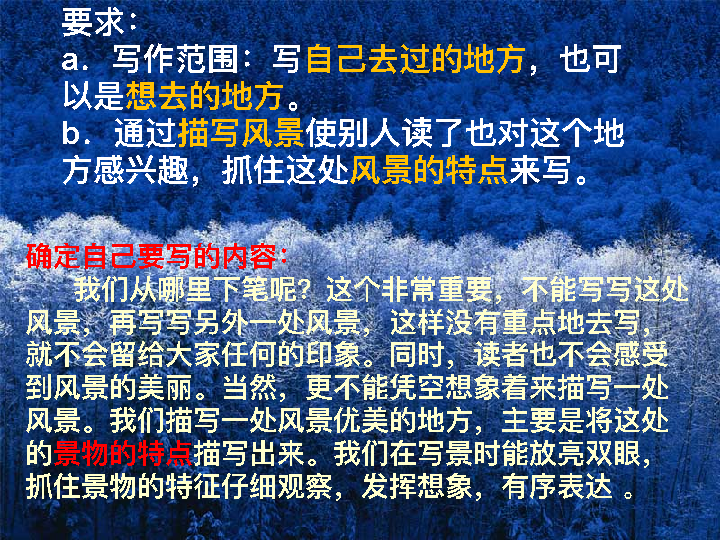 要求：
a．写作范围：写自己去过的地方，也可
以是想去的地方。
b．通过描写风景使别人读了也对这个地
方感兴趣，抓住这处风景的特点来写。
确定自己要写的内容：
我们从哪里下笔呢？这个非常重要，不能写写这处
风景，再写写另外一处风景，这样没有重点地去写，
就不会留给大家任何的印象。同时，读者也不会感受
到风景的美丽。当然，更不能凭空想象着来描写一处
风景。我们描写一处风景优美的地方，主要是将这处
的景物的特点描写出来。我们在写景时能放亮双眼，
抓住景物的特征仔细观察，发挥想象，有序表达 。